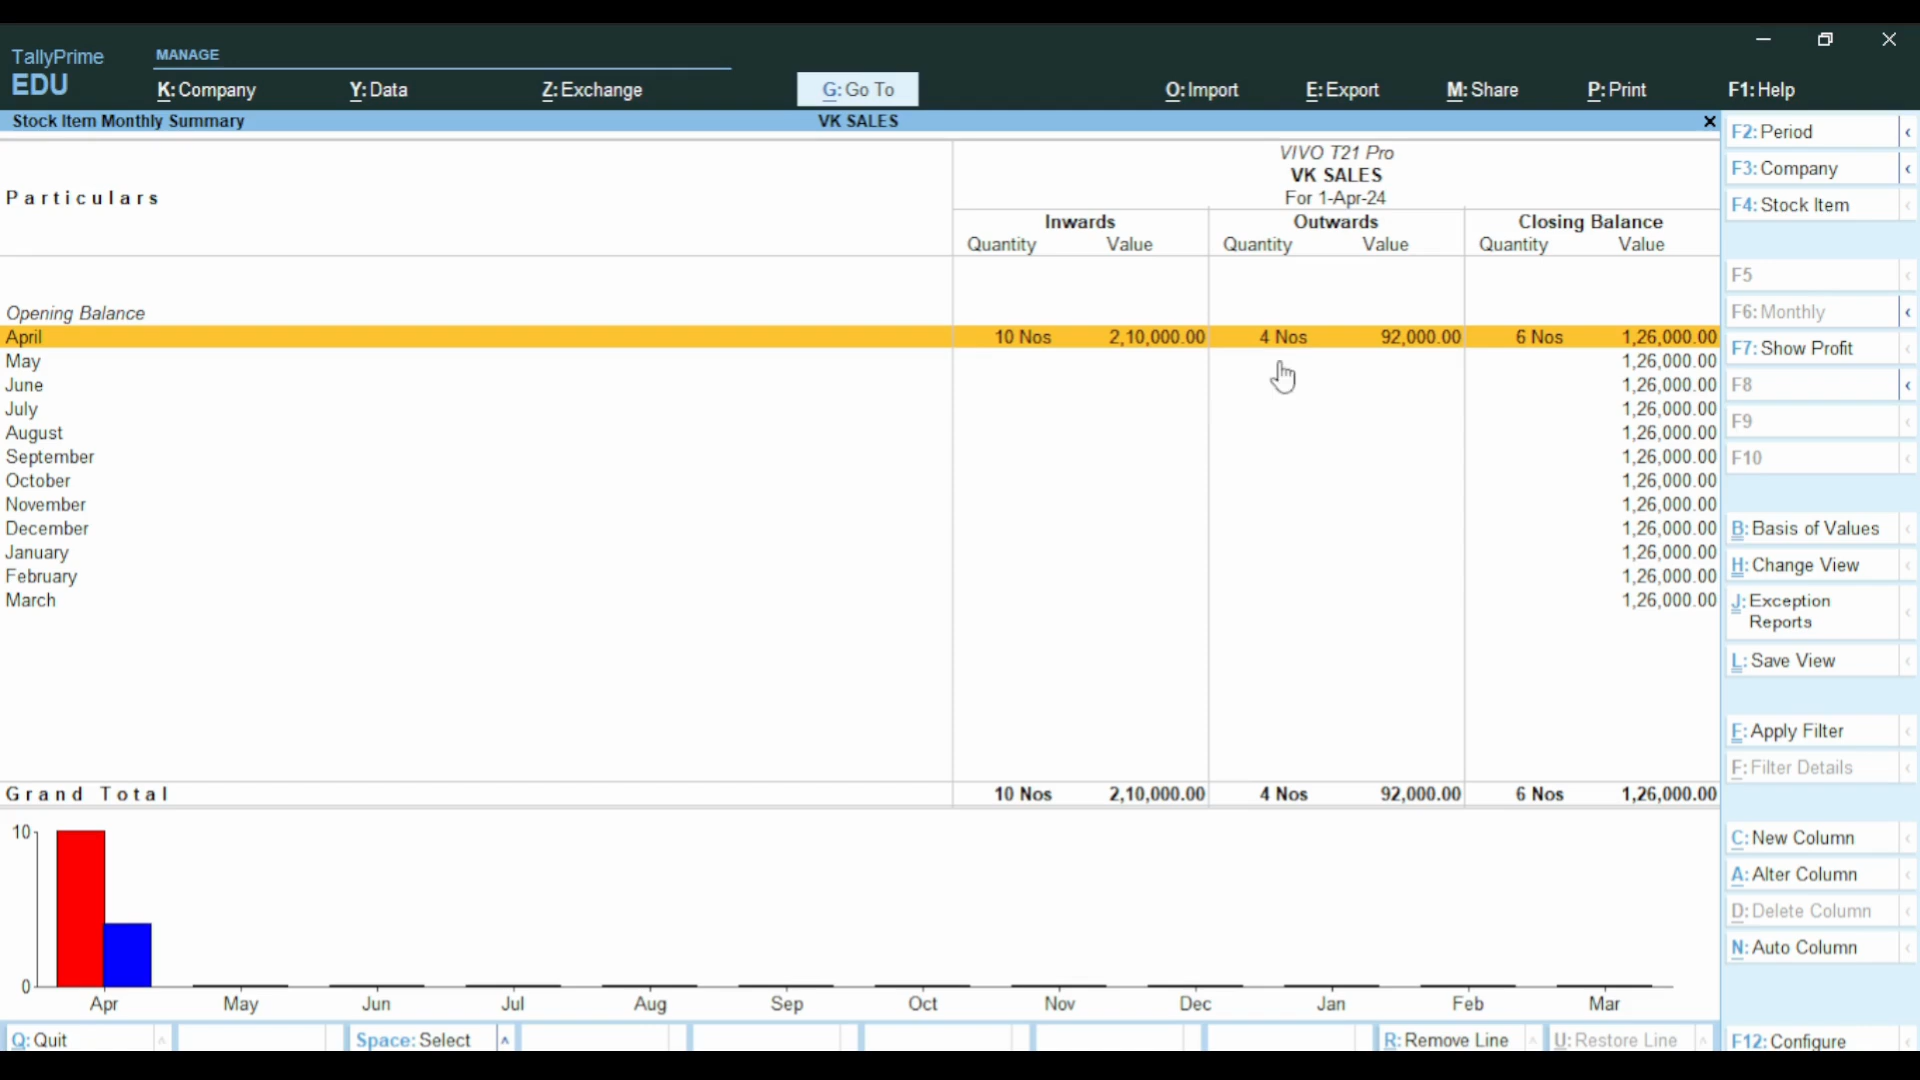 TallyPrime
EDU
MANAGE
K: Company
Y: Data
Z: Exchange
G: Go To
O: Import
E: Export
M: Share
P: Print
F1: Help
Stock Item Monthly Summary
VK SALES
F2: Period
F3: Company
F4: Stock Item
F5
F6: Monthly
F7: Show Profit
F8
F9
F10
B: Basis of Values
H: Change View
J: Exception
Reports
L: Save View
F: Apply Filter
F: Filter Details
C: New Column
A: Alter Column
D: Delete Column
N: Auto Column
F12: Configure
Particulars
VIVO T21 Pro
VK SALES
For 1-Apr-24
Inwards Outwards Closing Balance
Quantity Value Quantity Value Quantity Value
Opening Balance
April 10 Nos 2,10,000.00 4 Nos 92,000.00 6 Nos 1,26,000.00
May 1,26,000.00
June 1,26,000.00
July 1,26,000.00
August 1,26,000.00
September 1,26,000.00
October 1,26,000.00
November 1,26,000.00
December 1,26,000.00
January 1,26,000.00
February 1,26,000.00
March 1,26,000.00
Grand Total 10 Nos 2,10,000.00 4 Nos 92,000.00 6 Nos 1,26,000.00
10
0
Apr May Jun Jul Aug Sep Oct Nov Dec Jan Feb Mar
Q: Quit
Space: Select
R: Remove Line
U: Restore Line